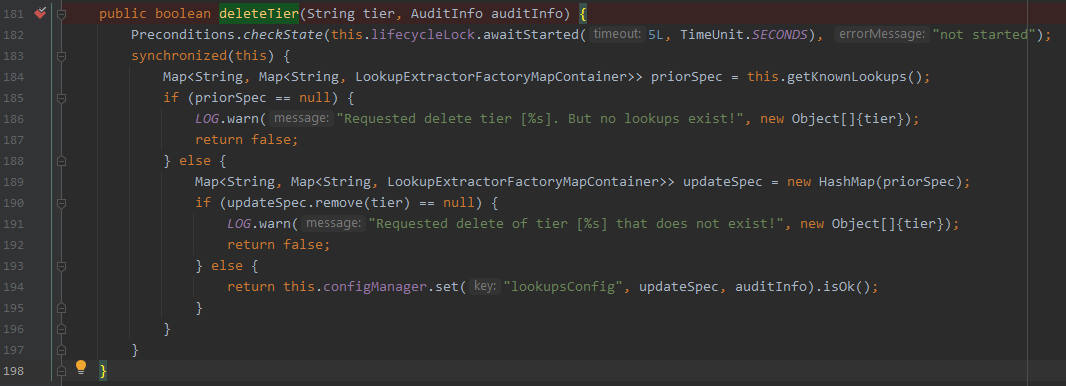 181 public boolean deleteTier(String tier, AuditInfo auditInfo) {
182 Preconditions.checkState(this.lifecycleLock.awaitStarted( timeout: 5L, TimeUnit.SECONDS), errorMessage: "not started");
183 synchronized(this) {
184 Map<String, Map<String, LookupExtractorFactoryMapContainer>> priorSpec = this.getKnownLookups();
185 if (priorSpec == null) {
186 LOG.warn( message: "Requested delete tier [%s]. But no lookups exist!", new Object[]{tier});
187 return false;
188 } else {
189 Map<String, Map<String, LookupExtractorFactoryMapContainer>> updateSpec = new HashMap(priorSpec);
190 if (updateSpec.remove(tier) == null) {
191 LOG.warn( message: "Requested delete of tier [%s] that does not exist!", new Object[]{tier});
192 return false;
193 } else {
194 return this.configManager.set( key: "lookupsConfig", updateSpec, auditInfo).isOk();
195 }
196 }
197 }
198 }